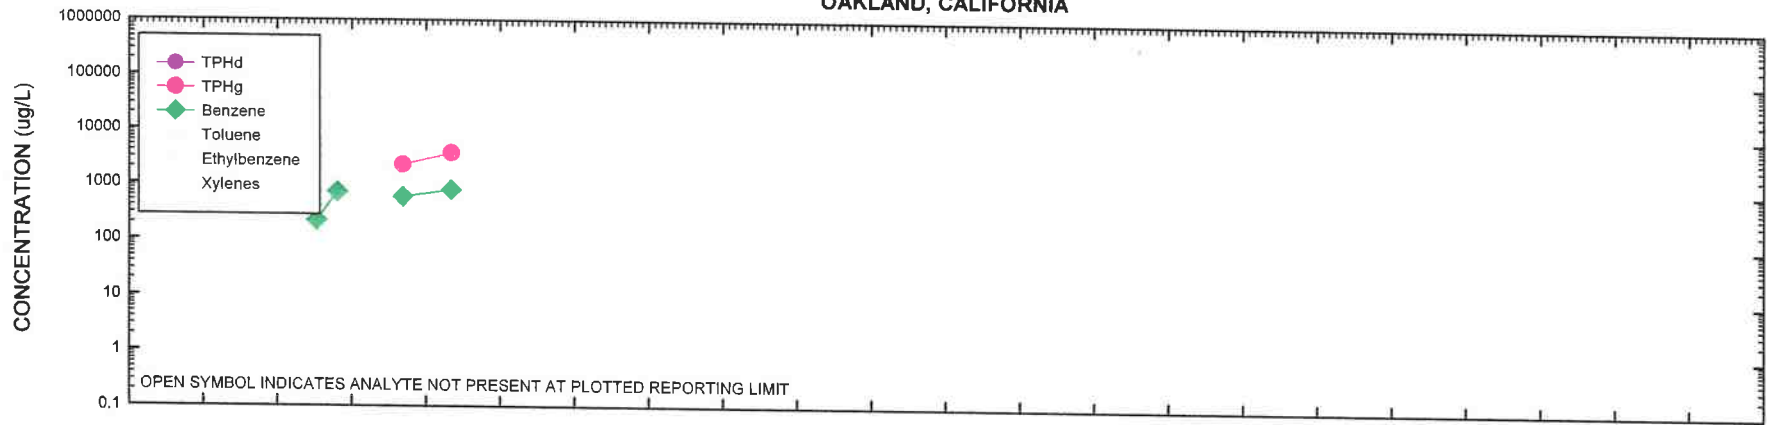 OAKLAND, CALIFORNIA
CONCENTRATION (ug/L)
1000000
100000
10000
1000
100
10
1
0.1
TPHd
TPHg
Benzene
Toluene
Ethylbenzene
Xylenes
OPEN SYMBOL INDICATES ANALYTE NOT PRESENT AT PLOTTED REPORTING LIMIT